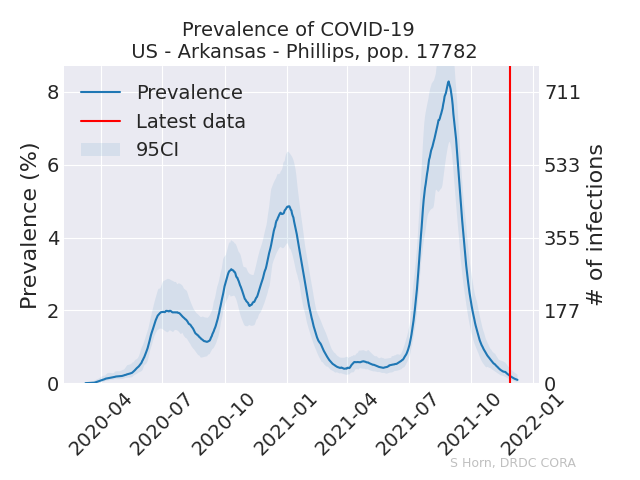 Prevalence of COVID-19
US - Arkansas - Phillips, pop. 17782
Prevalence
Latest data
95CI
Prevalence (%)
8
6
4
2
0
711
533
355
177
0
# of infections
2020-04
2020-07
2020-10
2021-01
2021-04
2021-07
2021-10
2022-01
S Horn, DRDC CORA